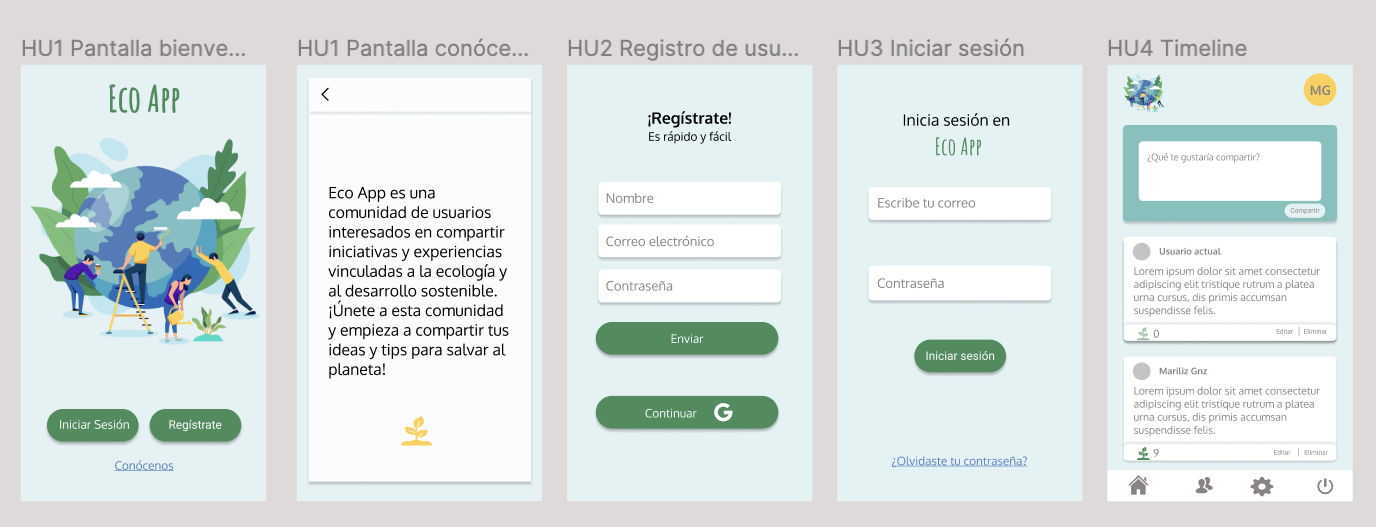 HU1 Pantalla bienve...
Eco App
Iniciar Sesión
Regístrate
Conócenos
HU1 Pantalla conóce...
Eco App es una
comunidad de usuarios
interesados en compartir
iniciativas y experiencias
vinculadas a la ecología y
al desarrollo sostenible.
¡Únete a esta comunidad
y empieza a compartir tus
ideas y tips para salvar al
planeta!
HU2 Registro de usu...
¡Regístrate!
Es rápido y fácil
Nombre
Correo electrónico
Contraseña
Enviar
Continuar G
HU3 Iniciar sesión
Inicia sesión en
Eco App
Escribe tu correo
Contraseña
Iniciar sesión
¿Olvidaste tu contraseña?
HU4 Timeline
MG
¿Qué te gustaría compartir?
Compartir
Usuario actual
Lorem ipsum dolor sit amet consectetur
adipiscing elit tristique rutrum a platea
urna cursus, dis primis accumsan
suspendisse felis.
0
Editar | Eliminar
Mariliz Gnz
Lorem ipsum dolor sit amet consectetur
adipiscing elit tristique rutrum a platea
urna cursus, dis primis accumsan
suspendisse felis.
9
Editar | Eliminar